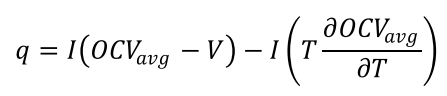 q = I(OCV_avg − V) − I(T ∂OCV_avg/∂T)